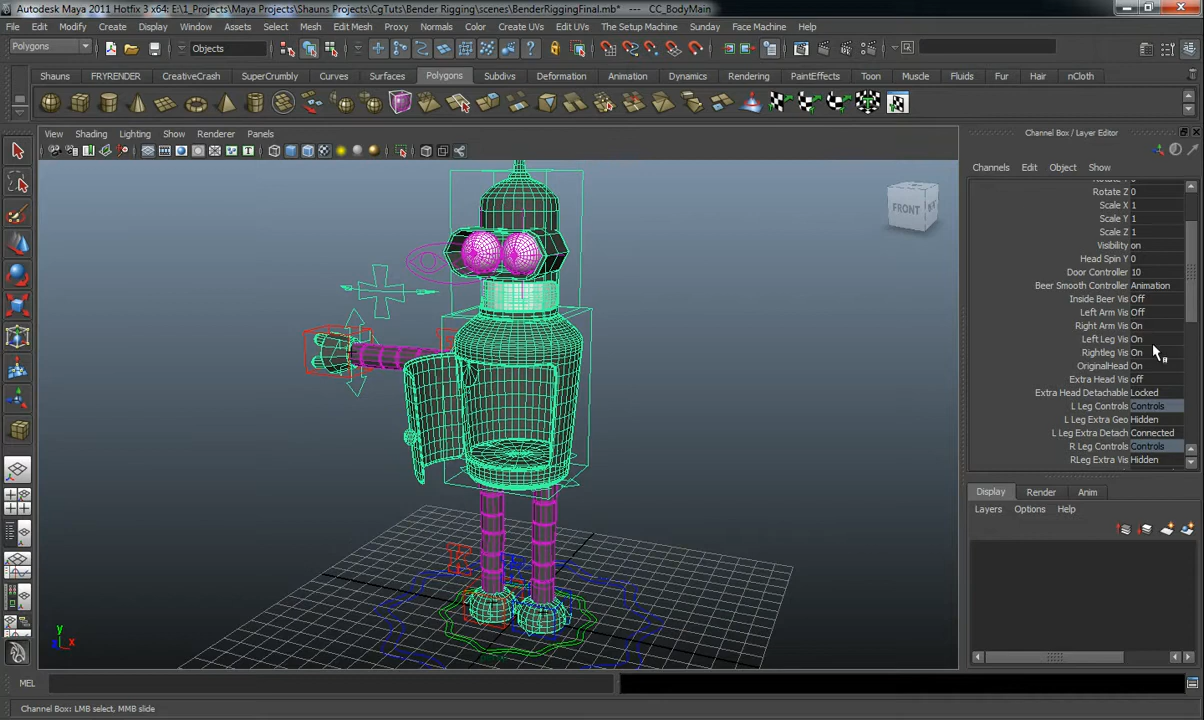 Autodesk Maya 2011 Hotfix 3 x64: E:\1_Projects\Maya Projects\Shauns Projects\CgTuts\Bender Rigging\scenes\BenderRiggingFinal.mb* --- CC_BodyMain
File Edit Modify Create Display Window Assets Select Mesh Edit Mesh Proxy Normals Color Create UVs Edit UVs The Setup Machine Sunday Face Machine Help
Polygons Objects
Shauns FRYRENDER CreativeCrash SuperCrumbly Curves Surfaces Polygons Subdivs Deformation Animation Dynamics Rendering PaintEffects Toon Muscle Fluids Fur Hair nCloth
View Shading Lighting Show Renderer Panels
Channel Box / Layer Editor
Channels Edit Object Show
Rotate Z 0
Scale X 1
Scale Y 1
Scale Z 1
Visibility on
Head Spin Y 0
Door Controller 10
Beer Smooth Controller Animation
Inside Beer Vis Off
Left Arm Vis Off
Right Arm Vis On
Left Leg Vis On
Rightleg Vis On
OriginalHead On
Extra Head Vis off
Extra Head Detachable Locked
L Leg Controls Controls
L Leg Extra Geo Hidden
L Leg Extra Detach Connected
R Leg Controls Controls
RLeg Extra Vis Hidden
FRONT
Display Render Anim
Layers Options Help
y
x
MEL
Channel Box: LMB select, MMB slide